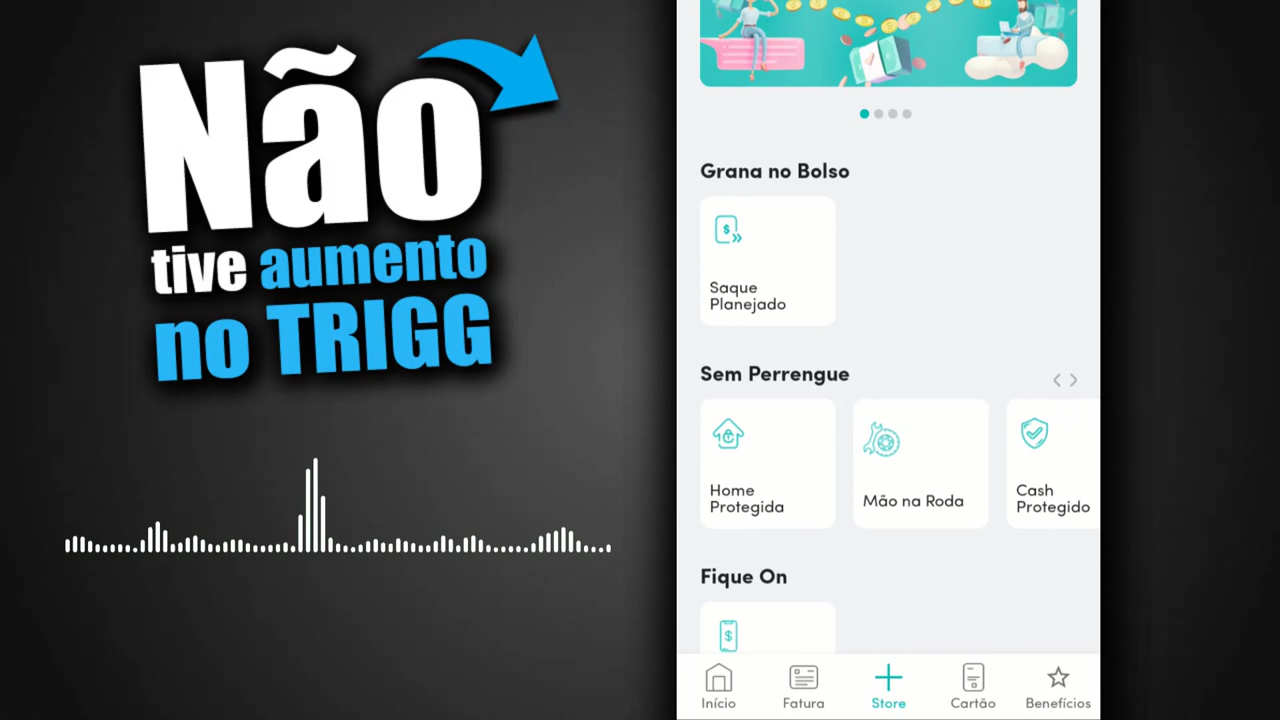 Não
tive aumento
no TRIGG
Grana no Bolso
Saque
Planejado
Sem Perrengue
Home
Protegida
Mão na Roda
Cash
Protegido
Fique On
Início
Fatura
Store
Cartão
Benefícios